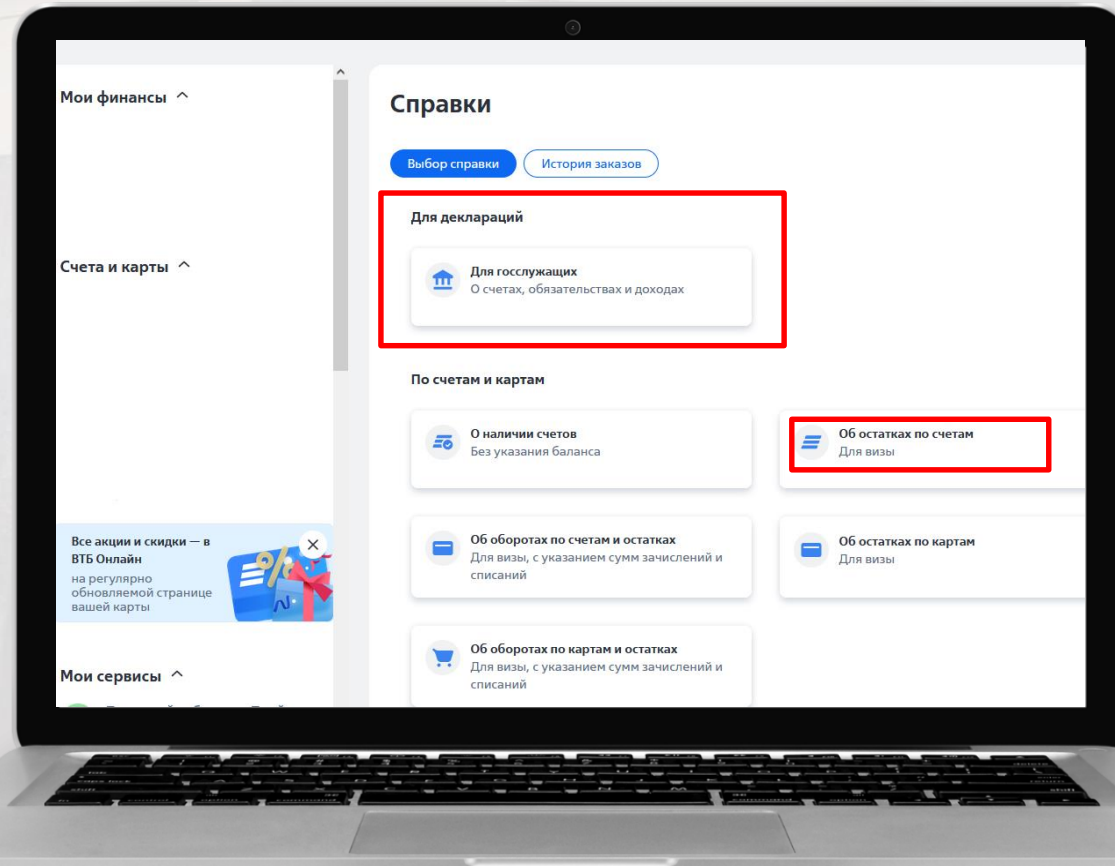 Мои финансы
Счета и карты
Все акции и скидки — в
ВТБ Онлайн
на регулярно
обновляемой странице
вашей карты
Мои сервисы
Справки
Выбор справки
История заказов
Для деклараций
Для госслужащих
О счетах, обязательствах и доходах
По счетам и картам
О наличии счетов
Без указания баланса
Об остатках по счетам
Для визы
Об оборотах по счетам и остатках
Для визы, с указанием сумм зачислений и
списаний
Об остатках по картам
Для визы
Об оборотах по картам и остатках
Для визы, с указанием сумм зачислений и
списаний